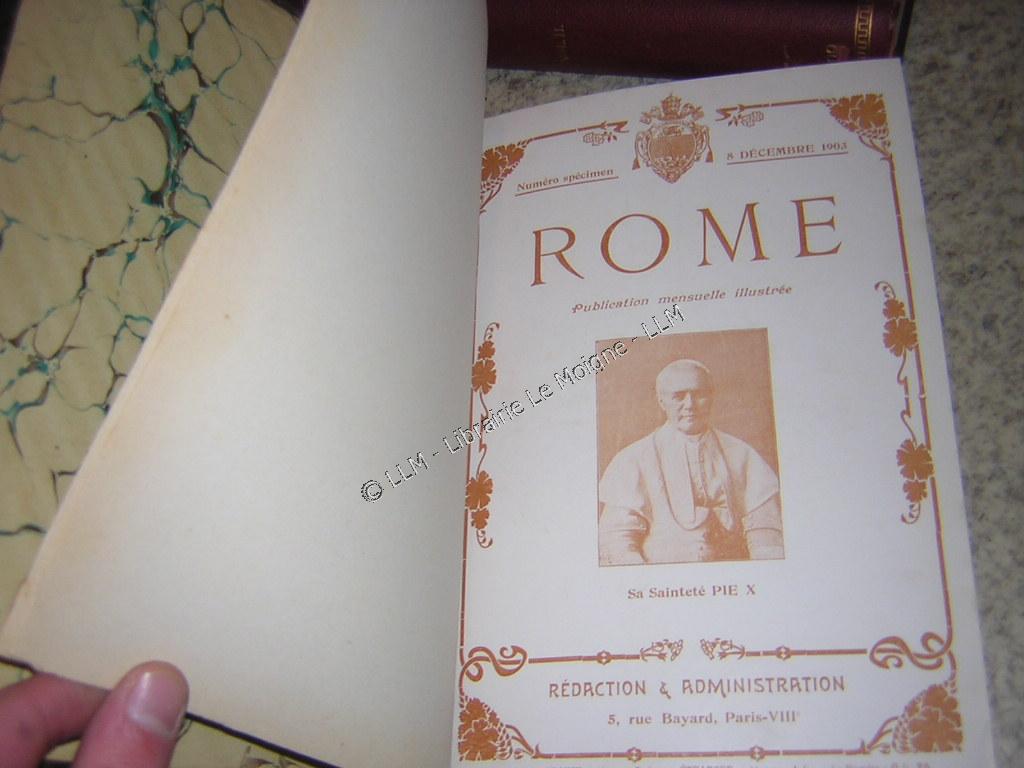 Numéro spécimen
8 DÉCEMBRE 1903
ROME
Publication mensuelle illustrée
© LLM - Librairie Le Moigne - LLM
Sa Sainteté PIE X
RÉDACTION & ADMINISTRATION
5, rue Bayard, Paris-VIIIᵉ